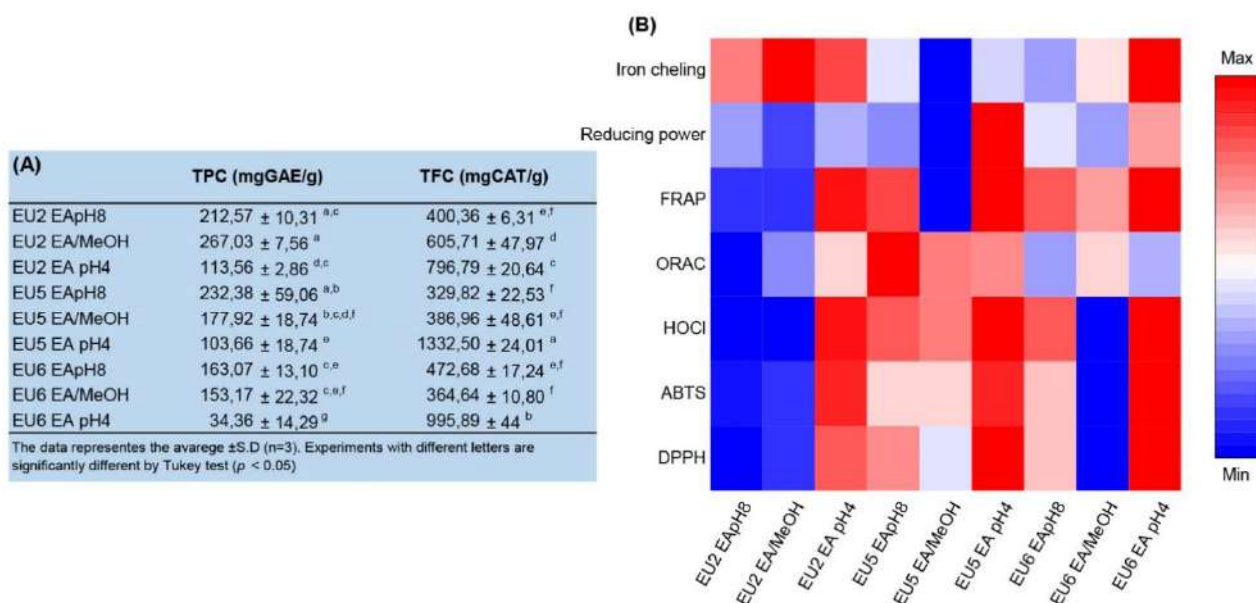 (A)
TPC (mgGAE/g) TFC (mgCAT/g)
EU2 EApH8 212,57 ± 10,31 a,c 400,36 ± 6,31 e,f
EU2 EA/MeOH 267,03 ± 7,56 a 605,71 ± 47,97 d
EU2 EA pH4 113,56 ± 2,86 d,c 796,79 ± 20,64 c
EU5 EApH8 232,38 ± 59,06 a,b 329,82 ± 22,53 f
EU5 EA/MeOH 177,92 ± 18,74 b,c,d,f 386,96 ± 48,61 e,f
EU5 EA pH4 103,66 ± 18,74 e 1332,50 ± 24,01 a
EU6 EApH8 163,07 ± 13,10 c,e 472,68 ± 17,24 e,f
EU6 EA/MeOH 153,17 ± 22,32 c,e,f 364,64 ± 10,80 f
EU6 EA pH4 34,36 ± 14,29 g 995,89 ± 44 b
The data representes the avarege ±S.D (n=3). Experiments with different letters are
significantly different by Tukey test (p < 0.05)
(B)
Iron cheling
Reducing power
FRAP
ORAC
HOCl
ABTS
DPPH
EU2 EApH8
EU2 EA/MeOH
EU2 EA pH4
EU5 EApH8
EU5 EA/MeOH
EU5 EA pH4
EU6 EApH8
EU6 EA/MeOH
EU6 EA pH4
Max
Min